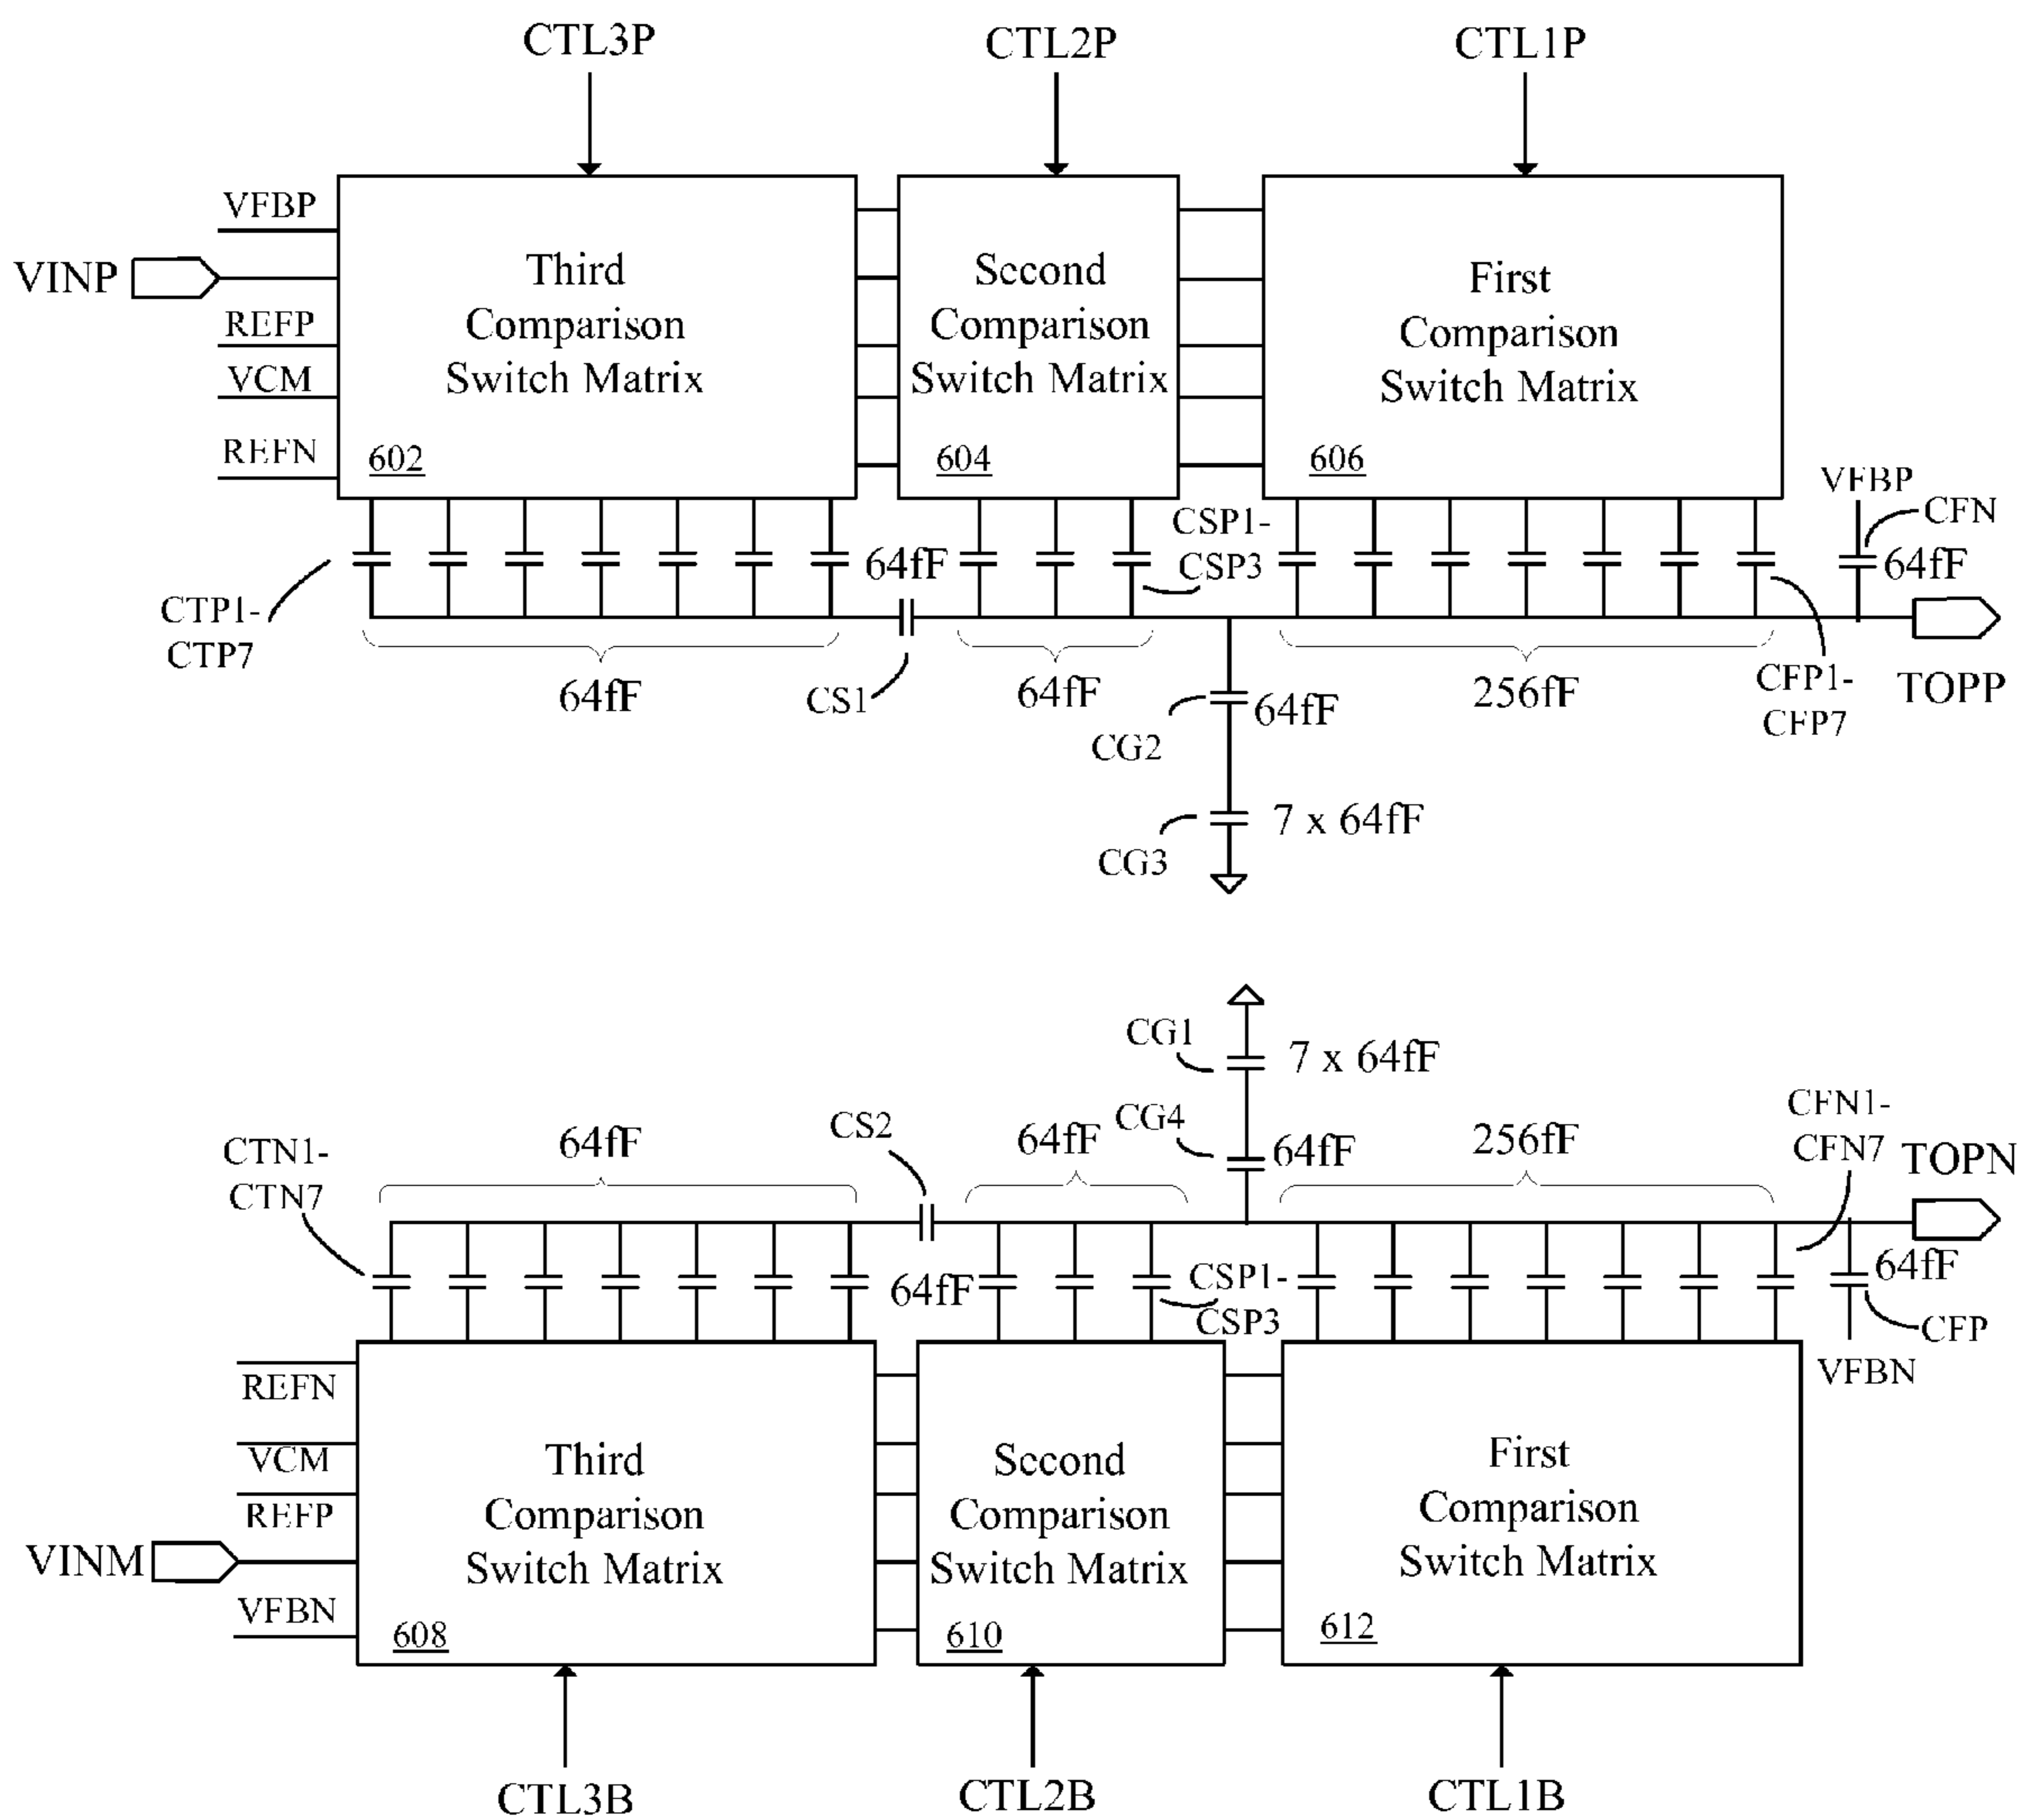 CTL3P
CTL2P
CTL1P
VFBP
VINP
REFP
VCM
REFN
Third
Comparison
Switch Matrix
602
Second
Comparison
Switch Matrix
604
First
Comparison
Switch Matrix
606
VFBP
CFN
64fF
CSP1-
CSP3
64fF
CTP1-
CTP7
64fF
CS1
64fF
CG2
64fF
256fF
CFP1-
CFP7
TOPP
CG3
7 x 64fF
CG1
7 x 64fF
CG4
64fF
CTN1-
CTN7
64fF
CS2
64fF
256fF
CFN1-
CFN7
TOPN
64fF
CSP1-
CSP3
64fF
CFP
VFBN
REFN
VCM
REFP
VINM
VFBN
Third
Comparison
Switch Matrix
608
Second
Comparison
Switch Matrix
610
First
Comparison
Switch Matrix
612
CTL3B
CTL2B
CTL1B